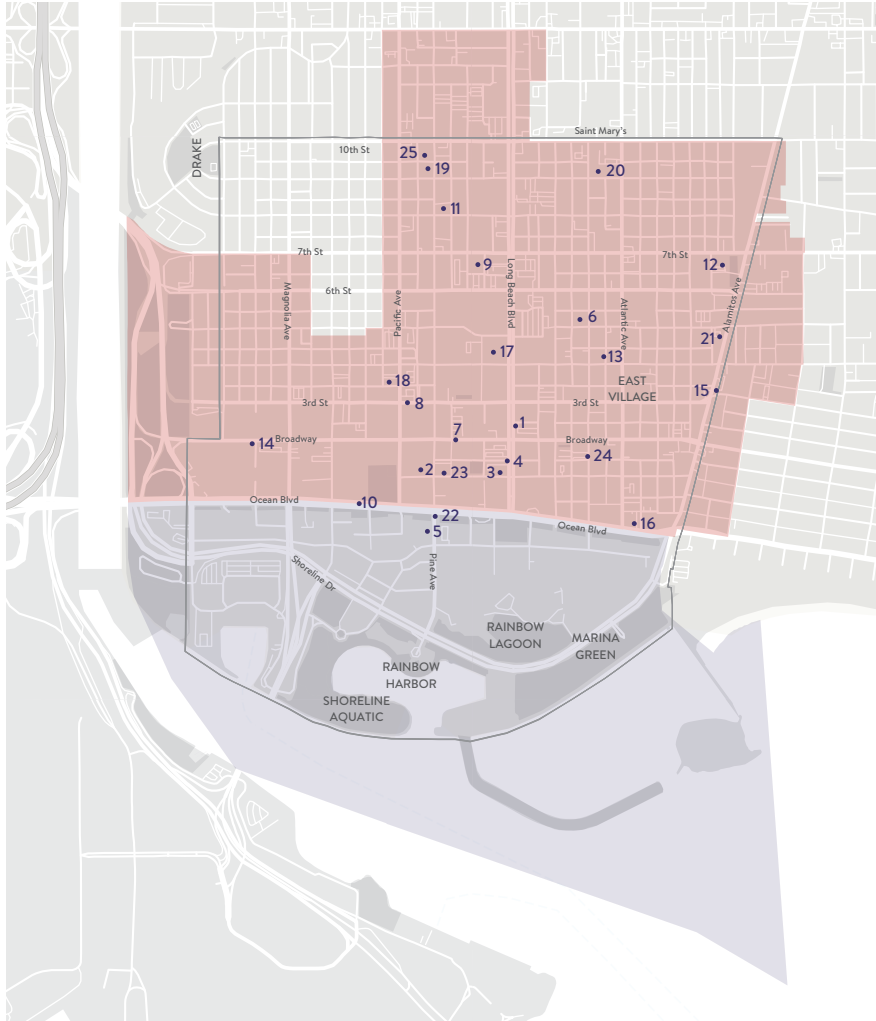 Saint Mary's
10th St
DRAKE
25
19
20
11
7th St
7th St
9
12
6th St
Magnolia Ave
Pacific Ave
Long Beach Blvd
Atlantic Ave
Alamitos Ave
6
21
17
13
18
EAST
VILLAGE
15
3rd St
8
3rd St
1
7
14
Broadway
Broadway
24
4
2
23
3
Ocean Blvd
10
22
16
Ocean Blvd
5
Pine Ave
Shoreline Dr
RAINBOW
LAGOON
MARINA
GREEN
RAINBOW
HARBOR
SHORELINE
AQUATIC